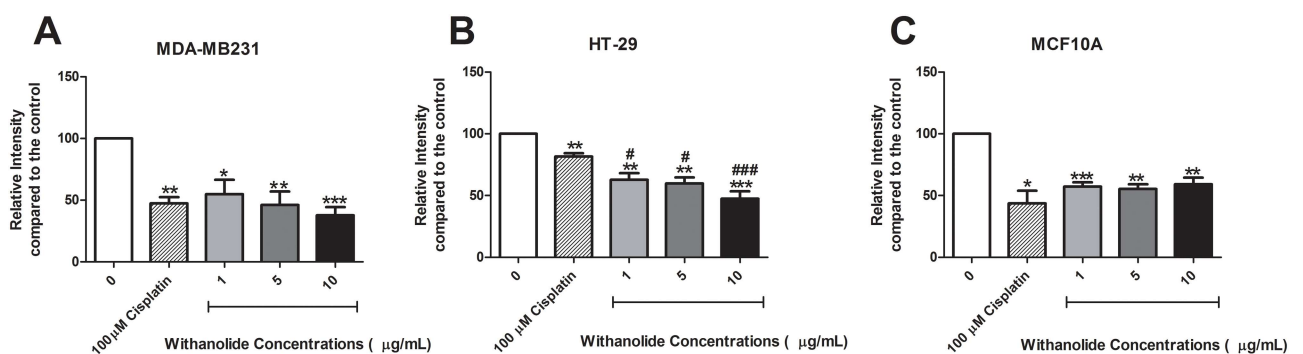 A
MDA-MB231
Relative Intensity
compared to the control
150
100
50
0
**
*
**
***
0
100 μM Cisplatin
1
5
10
Withanolide Concentrations ( μg/mL)
B
HT-29
Relative Intensity
compared to the control
150
100
50
0
**
#
**
#
**
###
***
0
100 μM Cisplatin
1
5
10
Withanolide Concentrations ( μg/mL)
C
MCF10A
Relative Intensity
compared to the control
150
100
50
0
*
***
**
**
0
100 μM Cisplatin
1
5
10
Withanolide Concentrations ( μg/mL)